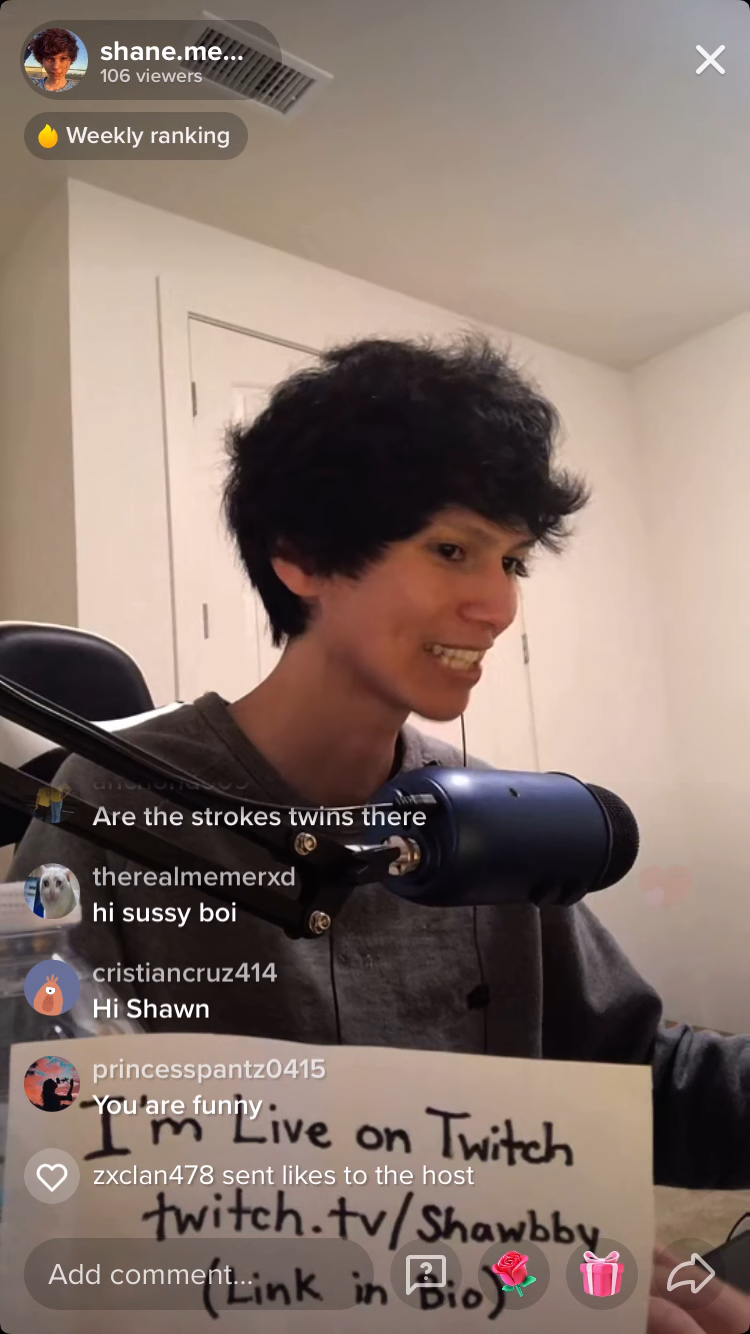 shane.me...
106 viewers
Weekly ranking
Are the strokes twins there
therealmemerxd
hi sussy boi
cristiancruz414
Hi Shawn
princesspantz0415
You are funny
I'm Live on Twitch
zxclan478 sent likes to the host
twitch.tv/Shawbby
Add comment...
(Link in Bio)